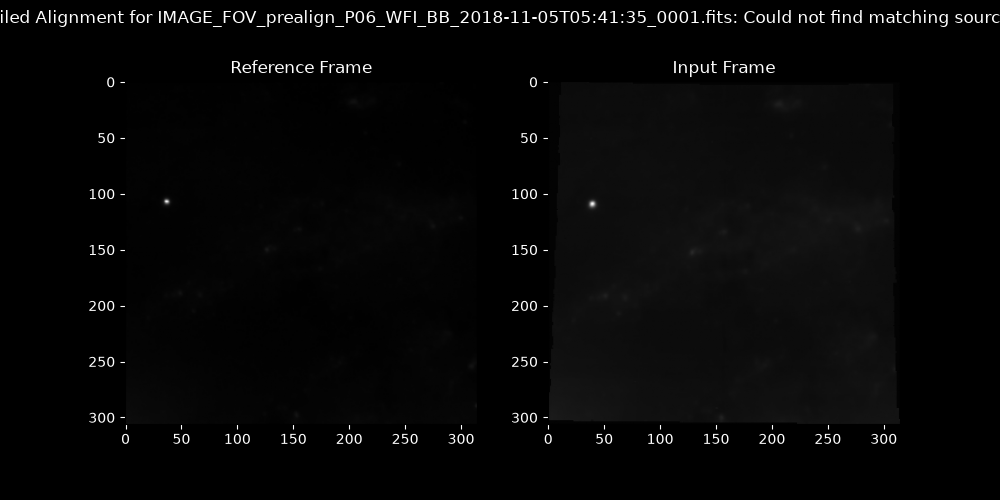 iled Alignment for IMAGE_FOV_prealign_P06_WFI_BB_2018-11-05T05:41:35_0001.fits: Could not find matching sourc
Reference Frame
0
50
100
150
200
250
300
0 50 100 150 200 250 300
Input Frame
0
50
100
150
200
250
300
0 50 100 150 200 250 300